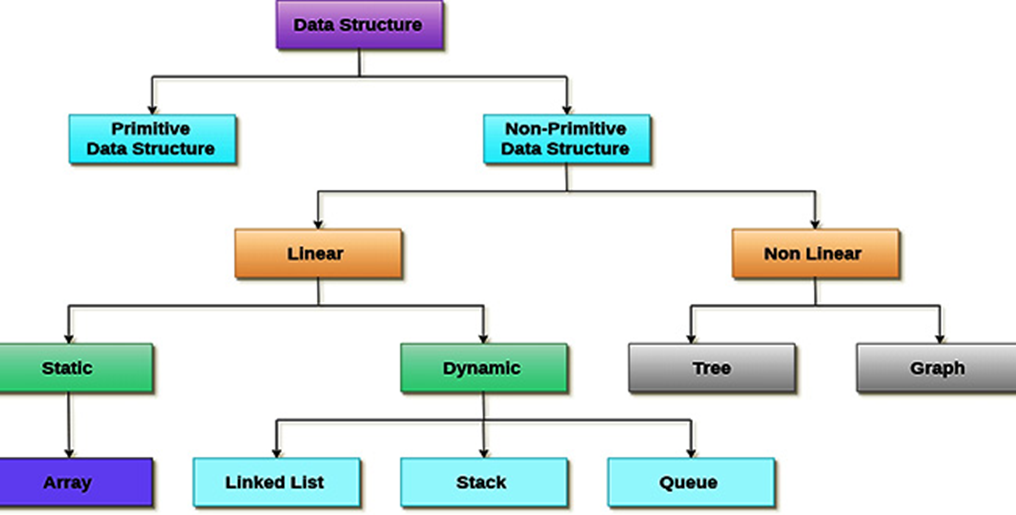 Data Structure
Primitive
Data Structure
Non-Primitive
Data Structure
Linear
Non Linear
Static
Dynamic
Tree
Graph
Array
Linked List
Stack
Queue